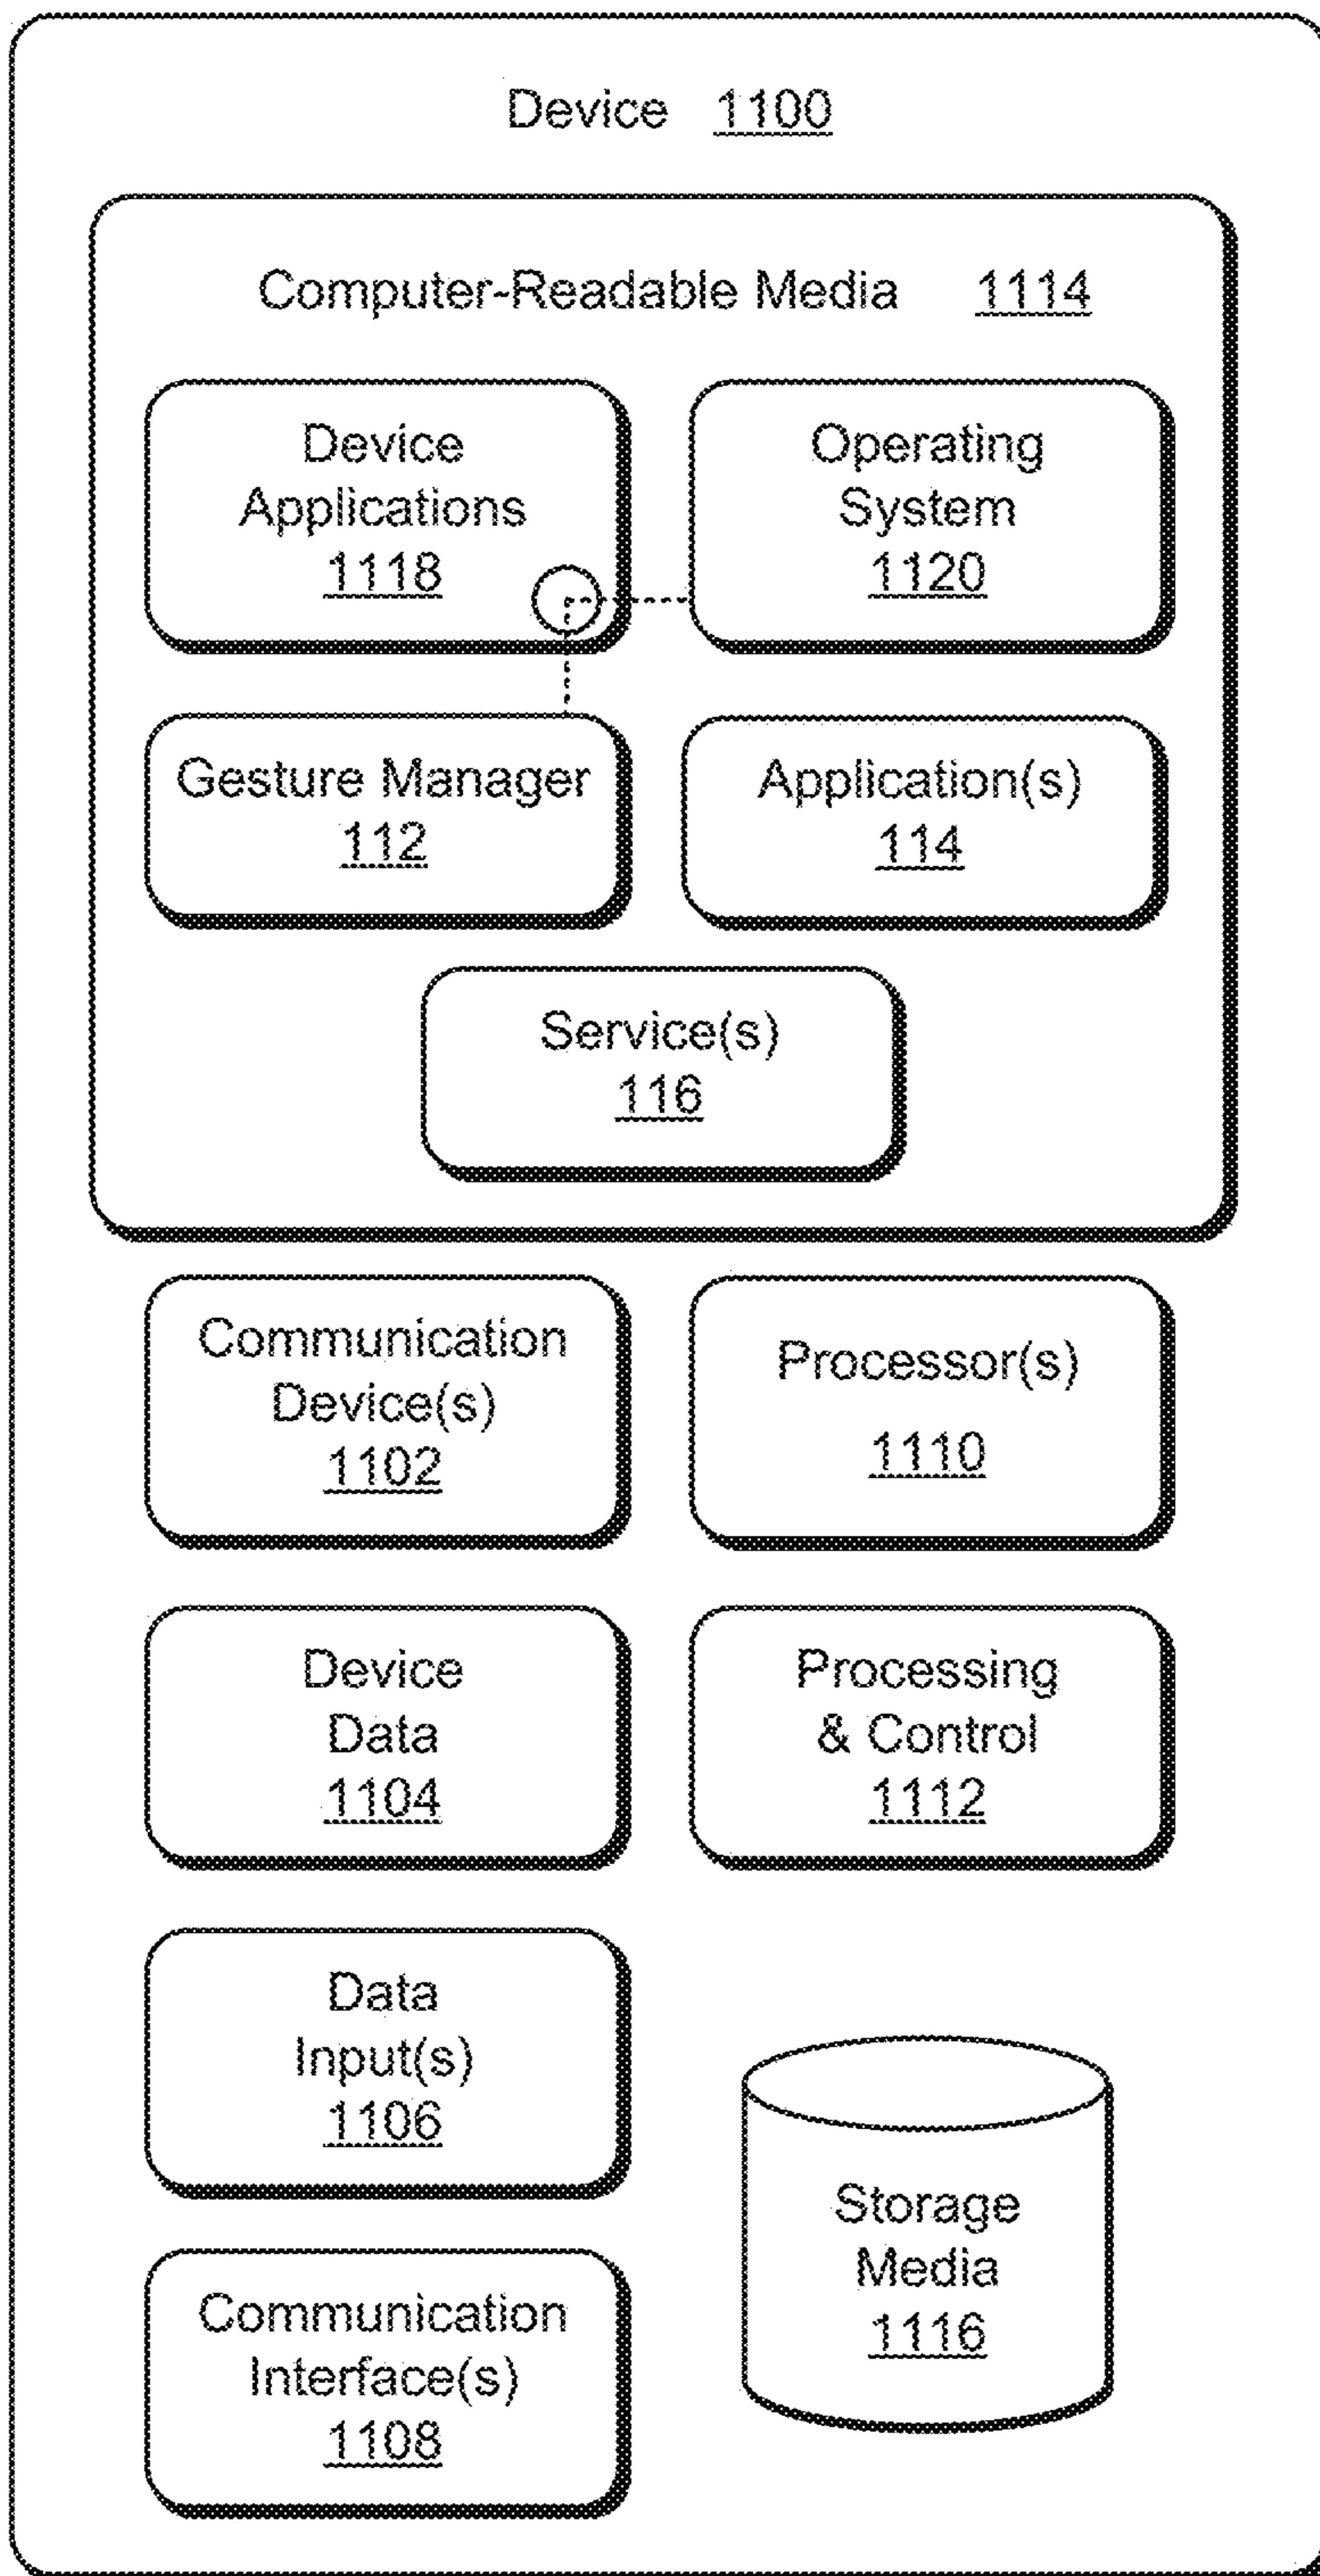 Device 1100
Computer-Readable Media 1114
Device
Applications
1118
Operating
System
1120
Gesture Manager
112
Application(s)
114
Service(s)
116
Communication
Device(s)
1102
Processor(s)
1110
Device
Data
1104
Processing
& Control
1112
Data
Input(s)
1106
Storage
Media
1116
Communication
Interface(s)
1108